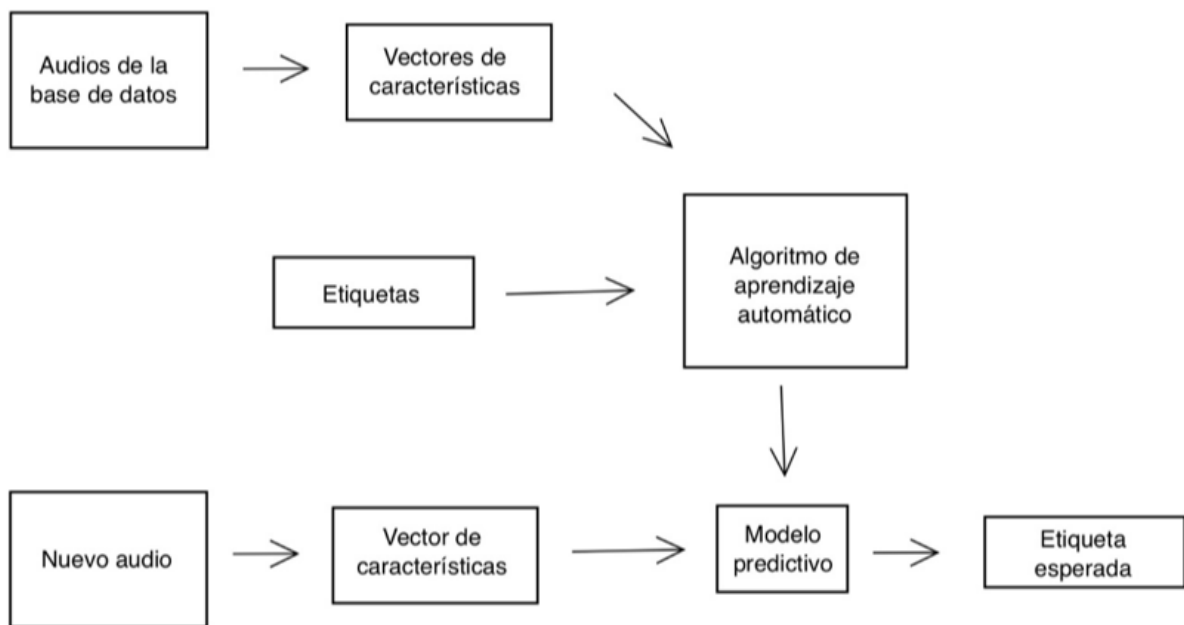 Audios de la
base de datos
Vectores de
características
Etiquetas
Algoritmo de
aprendizaje
automático
Nuevo audio
Vector de
características
Modelo
predictivo
Etiqueta
esperada